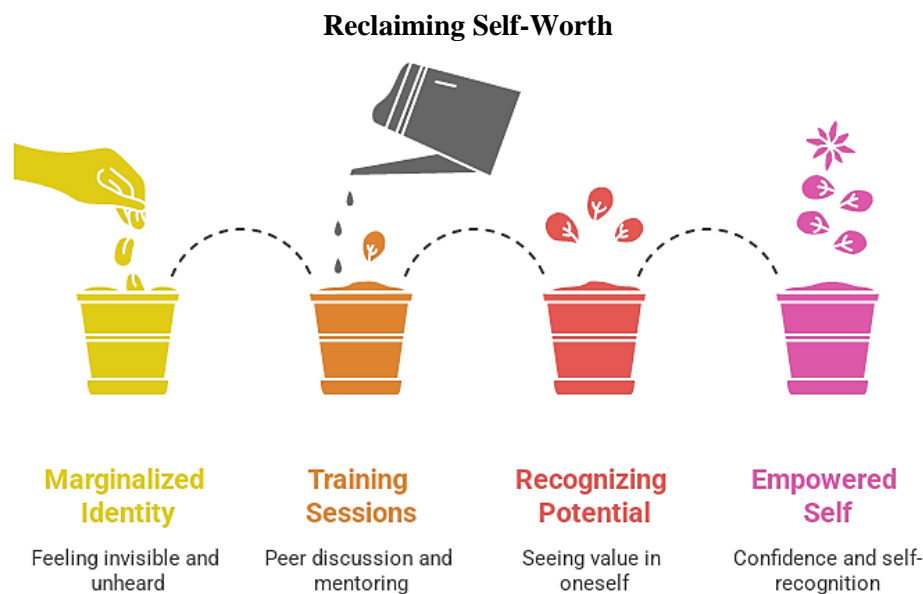 Reclaiming Self-Worth
Marginalized
Identity
Feeling invisible and
unheard
Training
Sessions
Peer discussion and
mentoring
Recognizing
Potential
Seeing value in
oneself
Empowered
Self
Confidence and self-
recognition